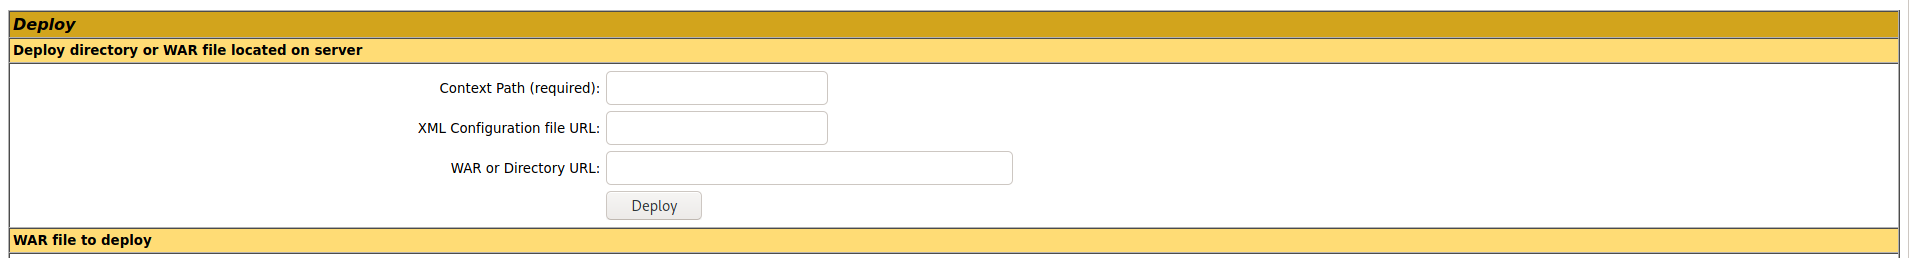 Deploy
Deploy directory or WAR file located on server
Context Path (required):
XML Configuration file URL:
WAR or Directory URL:
Deploy
WAR file to deploy